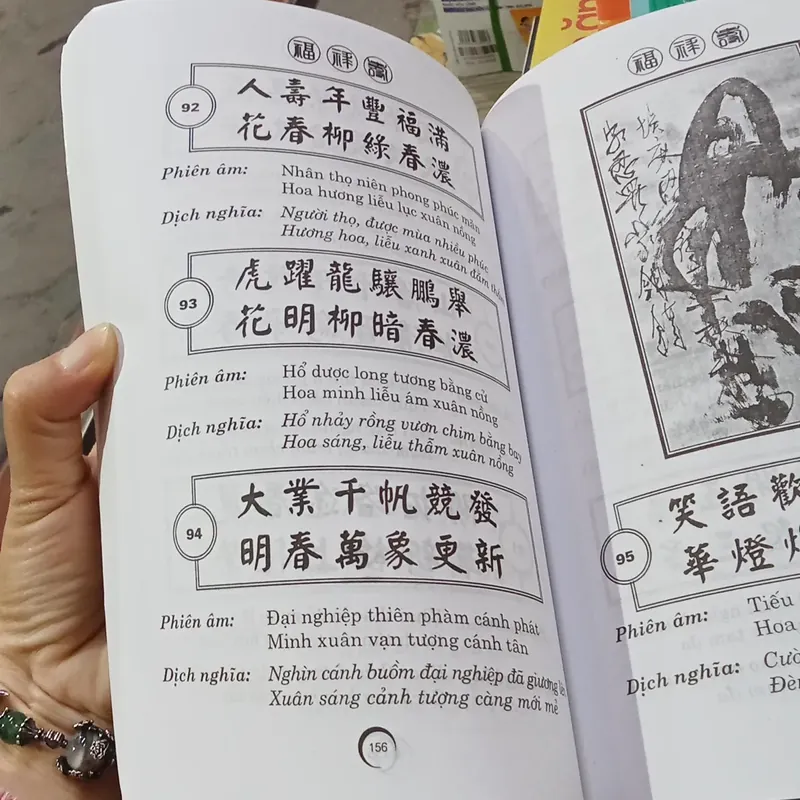 福祿壽
92
人壽年豐福滿
花春柳綠春濃
Phiên âm: Nhân thọ niên phong phúc mãn
Hoa hương liễu lục xuân nồng
Dịch nghĩa: Người thọ, được mùa nhiều phúc
Hương hoa, liễu xanh xuân đầm
93
虎躍龍驤鵬舉
花明柳暗春濃
Phiên âm: Hổ dược long tương bằng cử
Hoa minh liễu ám xuân nồng
Dịch nghĩa: Hổ nhảy rồng vươn chim bằng bay
Hoa sáng, liễu thẫm xuân nồng
94
大業千帆競發
明春萬象更新
Phiên âm: Đại nghiệp thiên phàm cánh phát
Minh xuân vạn tượng cánh tân
Dịch nghĩa: Nghìn cánh buồm đại nghiệp đã giương
Xuân sáng cảnh tượng càng mới mẻ
156
福祿壽
95
笑語歡
華燈
Phiên âm: Tiếu
Hoa
Dịch nghĩa: Cười
Đèn